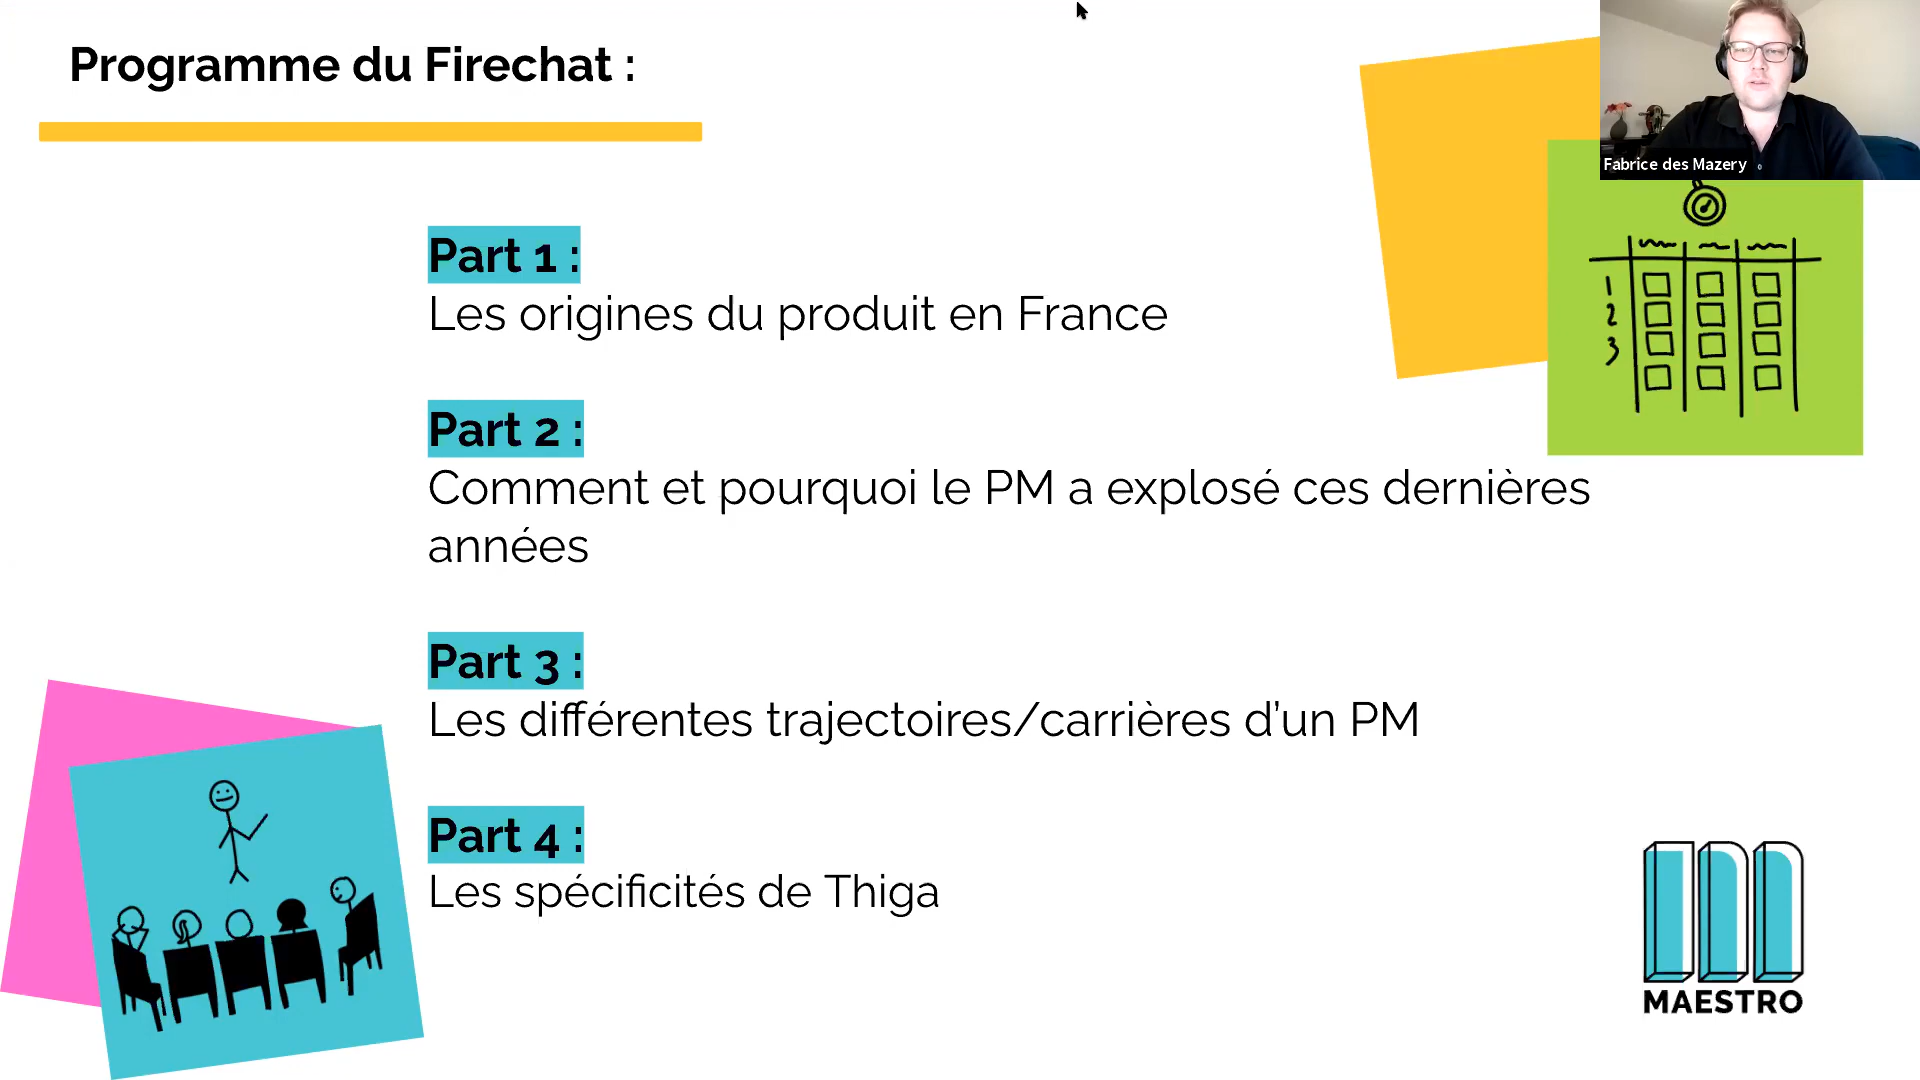 Programme du Firechat :
Fabrice des Mazery
Part 1 :
Les origines du produit en France
Part 2 :
Comment et pourquoi le PM a explosé ces dernières
années
Part 3 :
Les différentes trajectoires/carrières d’un PM
Part 4 :
Les spécificités de Thiga
1
2
3
MAESTRO